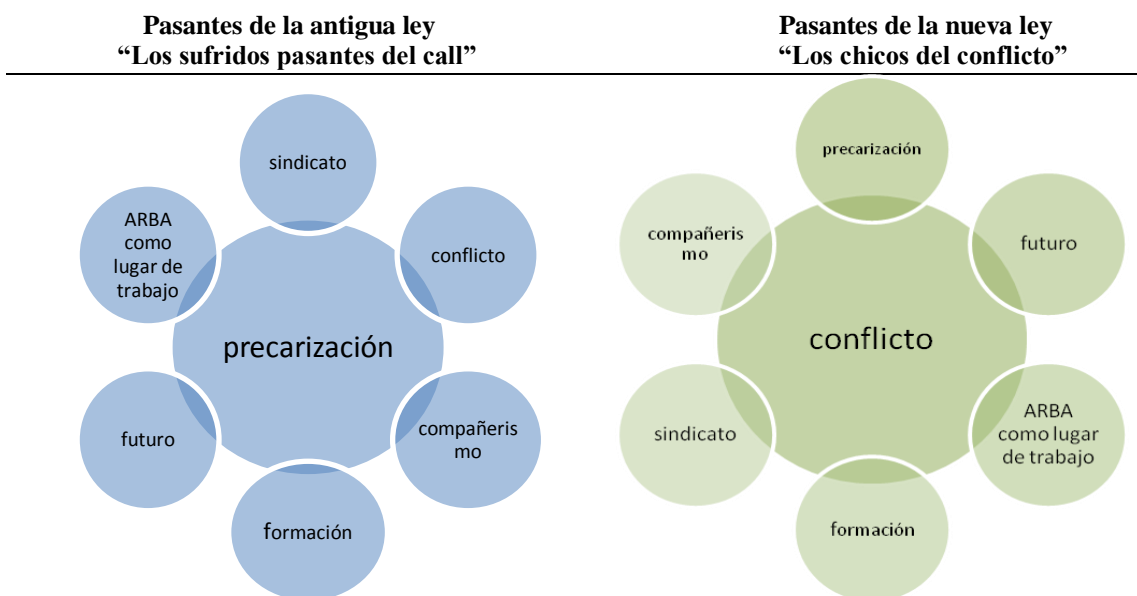 Pasantes de la antigua ley
“Los sufridos pasantes del call”
Pasantes de la nueva ley
“Los chicos del conflicto”
sindicato
ARBA
como
lugar de
trabajo
conflicto
precarización
futuro
compañeris
mo
formación
precarización
compañeris
mo
futuro
conflicto
sindicato
ARBA
como lugar
de trabajo
formación